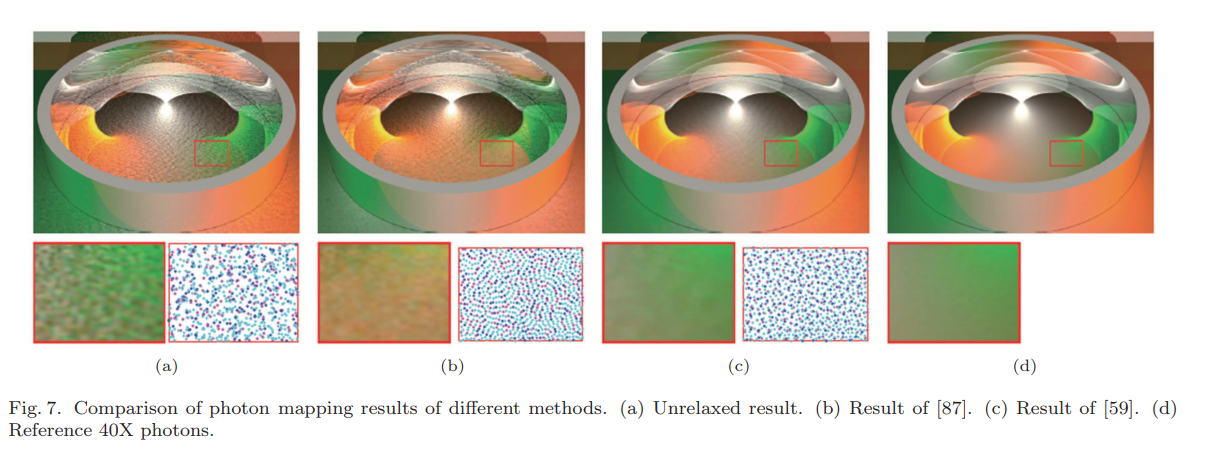 (a)
(b)
(c)
(d)
Fig. 7. Comparison of photon mapping results of different methods. (a) Unrelaxed result. (b) Result of [87]. (c) Result of [59]. (d)
Reference 40X photons.